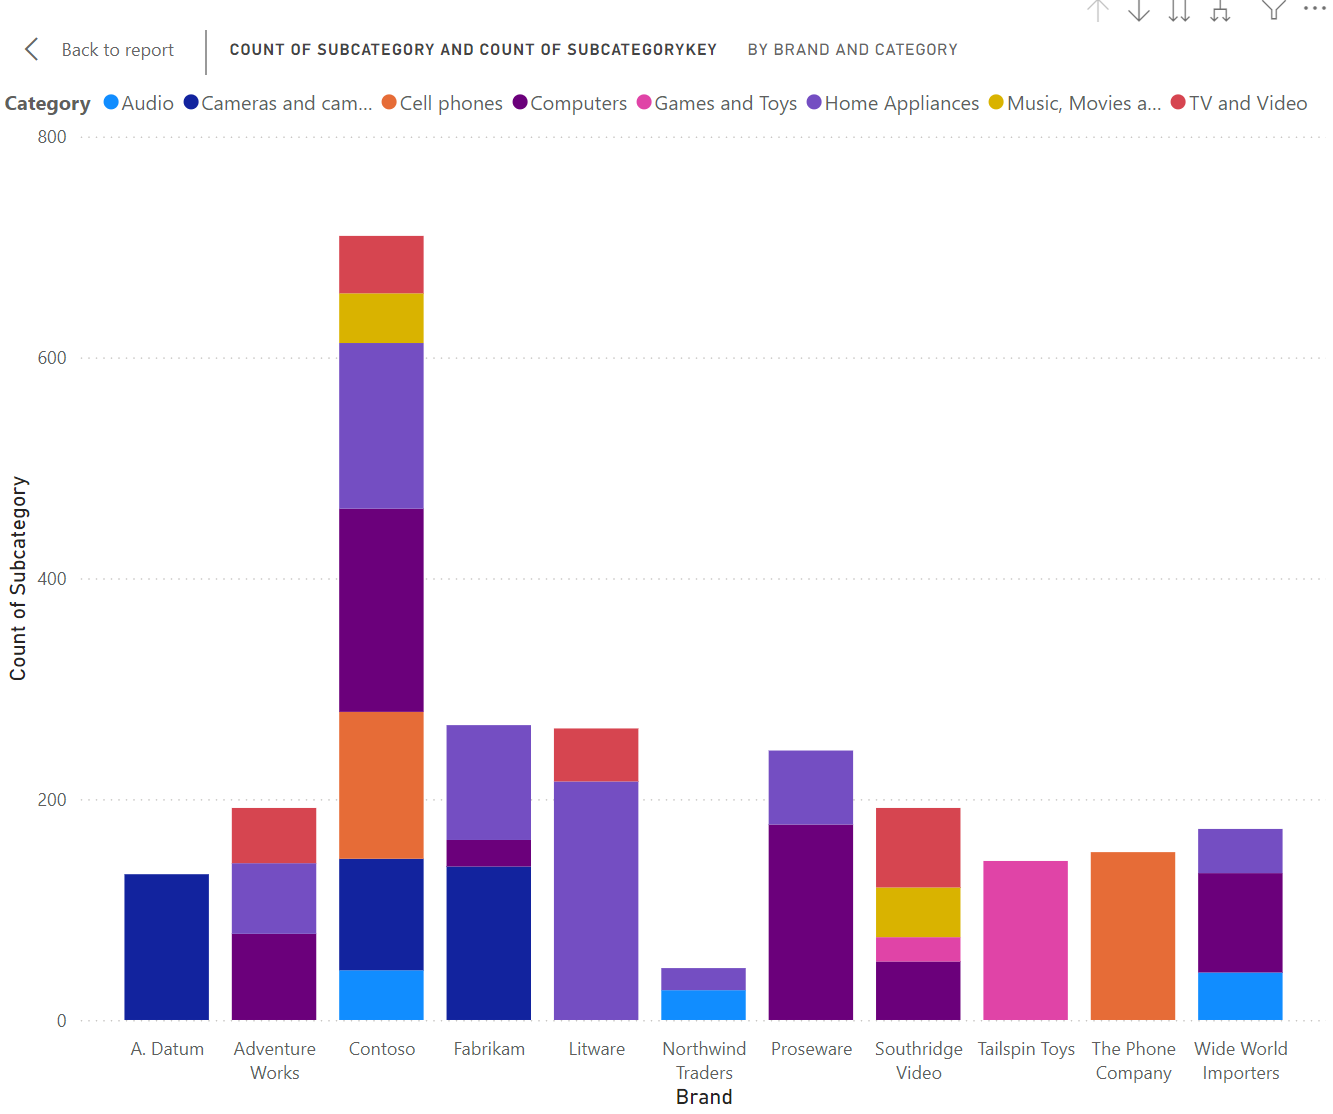 Back to report
COUNT OF SUBCATEGORY AND COUNT OF SUBCATEGORYKEY BY BRAND AND CATEGORY
Category Audio Cameras and cam... Cell phones Computers Games and Toys Home Appliances Music, Movies a... TV and Video
800
600
400
200
0
Count of Subcategory
A. Datum
Adventure
Works
Contoso
Fabrikam
Litware
Northwind
Traders
Proseware
Southridge
Video
Tailspin Toys
The Phone
Company
Wide World
Importers
Brand